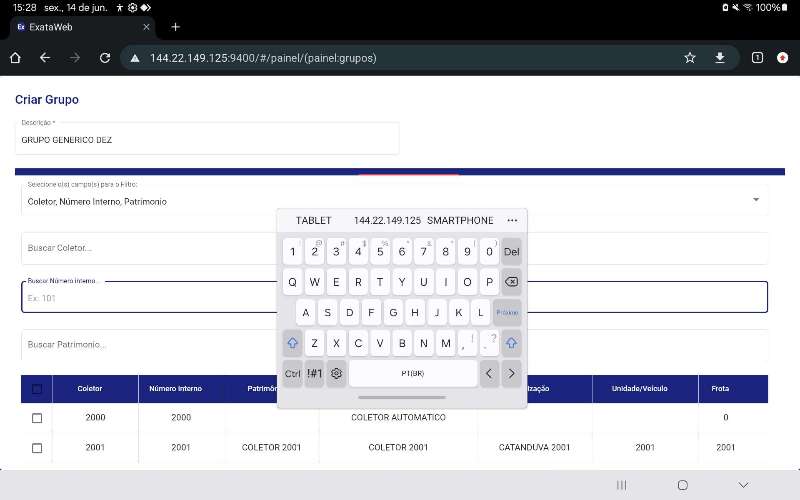 15:28 sex., 14 de jun. 100%
Ex ExataWeb
144.22.149.125:9400/#/painel/(painel:grupos)
1
Criar Grupo
Descrição *
GRUPO GENERICO DEZ
Selecione o(s) campo(s) para o Filtro:
Coletor, Número Interno, Patrimonio
Buscar Coletor...
Buscar Número interno...
Ex: 101
Buscar Patrimonio...
TABLET 144.22.149.125 SMARTPHONE ...
1 2 3 4 5 6 7 8 9 0 Del
Q W E R T Y U I O P
A S D F G H J K L Próximo
Z X C V B N M , ! . ?
Ctrl !#1 PT(BR) < >
Coletor Número Interno Patrimôn ização Unidade/Veículo Frota
2000 2000 COLETOR AUTOMATICO 0
2001 2001 COLETOR 2001 COLETOR 2001 CATANDUVA 2001 2001 2001